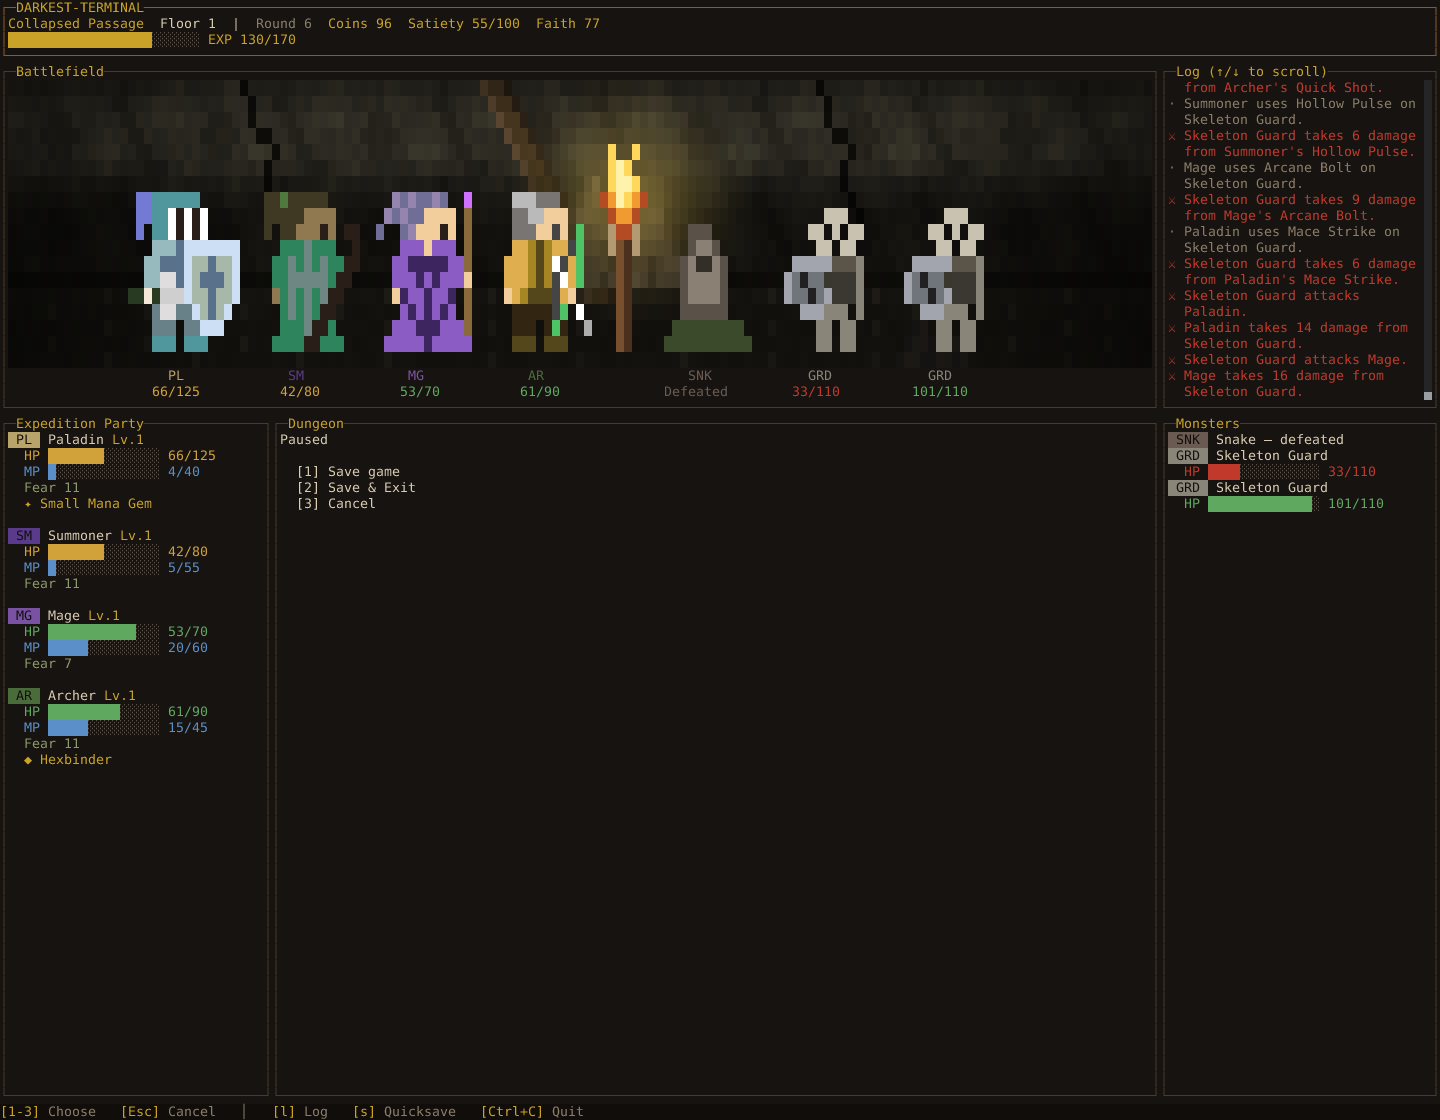 DARKEST-TERMINAL
Collapsed Passage  Floor 1  |  Round 6  Coins 96  Satiety 55/100  Faith 77
EXP 130/170
Battlefield
PL SM MG AR SNK GRD GRD
66/125 42/80 53/70 61/90 Defeated 33/110 101/110
Log (↑/↓ to scroll)
from Archer's Quick Shot.
· Summoner uses Hollow Pulse on
Skeleton Guard.
⚔ Skeleton Guard takes 6 damage
from Summoner's Hollow Pulse.
· Mage uses Arcane Bolt on
Skeleton Guard.
⚔ Skeleton Guard takes 9 damage
from Mage's Arcane Bolt.
· Paladin uses Mace Strike on
Skeleton Guard.
⚔ Skeleton Guard takes 6 damage
from Paladin's Mace Strike.
⚔ Skeleton Guard attacks
Paladin.
⚔ Paladin takes 14 damage from
Skeleton Guard.
⚔ Skeleton Guard attacks Mage.
⚔ Mage takes 16 damage from
Skeleton Guard.
Expedition Party
PL Paladin Lv.1
HP 66/125
MP 4/40
Fear 11
✦ Small Mana Gem
SM Summoner Lv.1
HP 42/80
MP 5/55
Fear 11
MG Mage Lv.1
HP 53/70
MP 20/60
Fear 7
AR Archer Lv.1
HP 61/90
MP 15/45
Fear 11
◆ Hexbinder
Dungeon
Paused
[1] Save game
[2] Save & Exit
[3] Cancel
Monsters
SNK Snake — defeated
GRD Skeleton Guard
HP 33/110
GRD Skeleton Guard
HP 101/110
[1-3] Choose  [Esc] Cancel  │  [l] Log  [s] Quicksave  [Ctrl+C] Quit